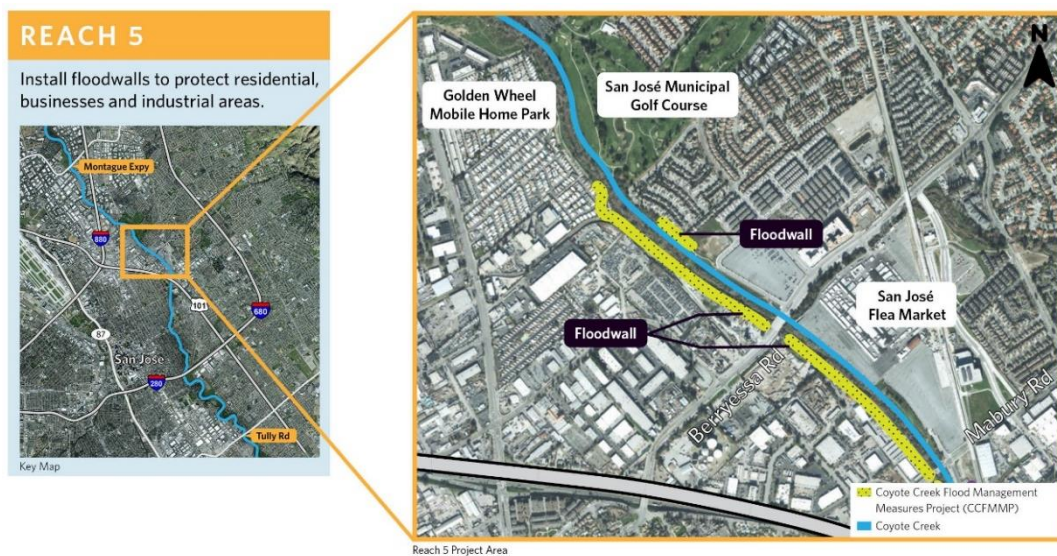 REACH 5
Install floodwalls to protect residential,
businesses and industrial areas.
Montague Expy
880
101
680
87
San Jose
280
Tully Rd
Key Map
N
Golden Wheel
Mobile Home Park
San José Municipal
Golf Course
Floodwall
San José
Flea Market
Floodwall
Berryessa Rd
Mabury Rd
Coyote Creek Flood Management
Measures Project (CCFMMP)
Coyote Creek
Reach 5 Project Area